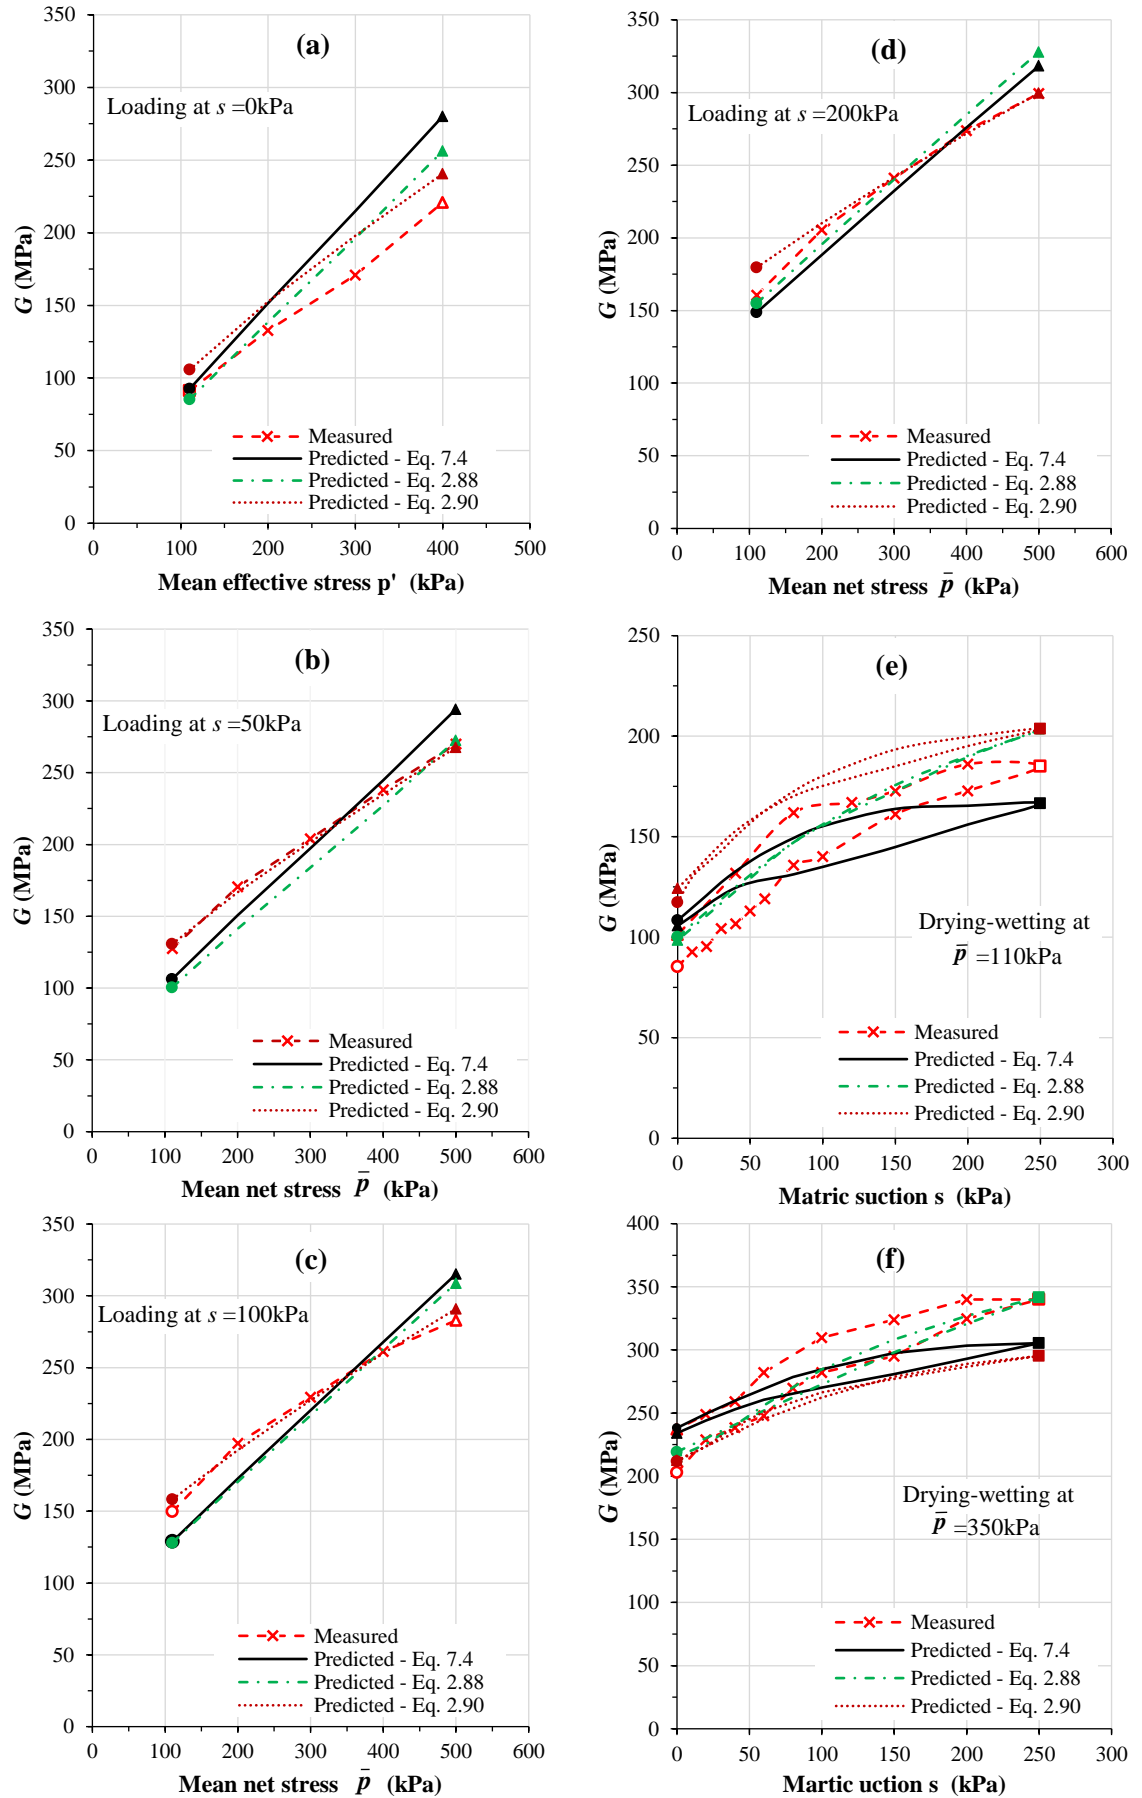 (a)
Loading at s =0kPa
G (MPa)
350
300
250
200
150
100
50
0
Measured
Predicted - Eq. 7.4
Predicted - Eq. 2.88
Predicted - Eq. 2.90
0 100 200 300 400 500
Mean effective stress p' (kPa)
(d)
Loading at s =200kPa
G (MPa)
350
300
250
200
150
100
50
0
Measured
Predicted - Eq. 7.4
Predicted - Eq. 2.88
Predicted - Eq. 2.90
0 100 200 300 400 500 600
Mean net stress p̄ (kPa)
(b)
Loading at s =50kPa
G (MPa)
350
300
250
200
150
100
50
0
Measured
Predicted - Eq. 7.4
Predicted - Eq. 2.88
Predicted - Eq. 2.90
0 100 200 300 400 500 600
Mean net stress p̄ (kPa)
(e)
G (MPa)
250
200
150
100
50
0
Drying-wetting at
p̄ =110kPa
Measured
Predicted - Eq. 7.4
Predicted - Eq. 2.88
Predicted - Eq. 2.90
0 50 100 150 200 250 300
Matric suction s (kPa)
(c)
Loading at s =100kPa
G (MPa)
350
300
250
200
150
100
50
0
Measured
Predicted - Eq. 7.4
Predicted - Eq. 2.88
Predicted - Eq. 2.90
0 100 200 300 400 500 600
Mean net stress p̄ (kPa)
(f)
G (MPa)
400
350
300
250
200
150
100
50
0
Drying-wetting at
p̄ =350kPa
Measured
Predicted - Eq. 7.4
Predicted - Eq. 2.88
Predicted - Eq. 2.90
0 50 100 150 200 250 300
Martic uction s (kPa)